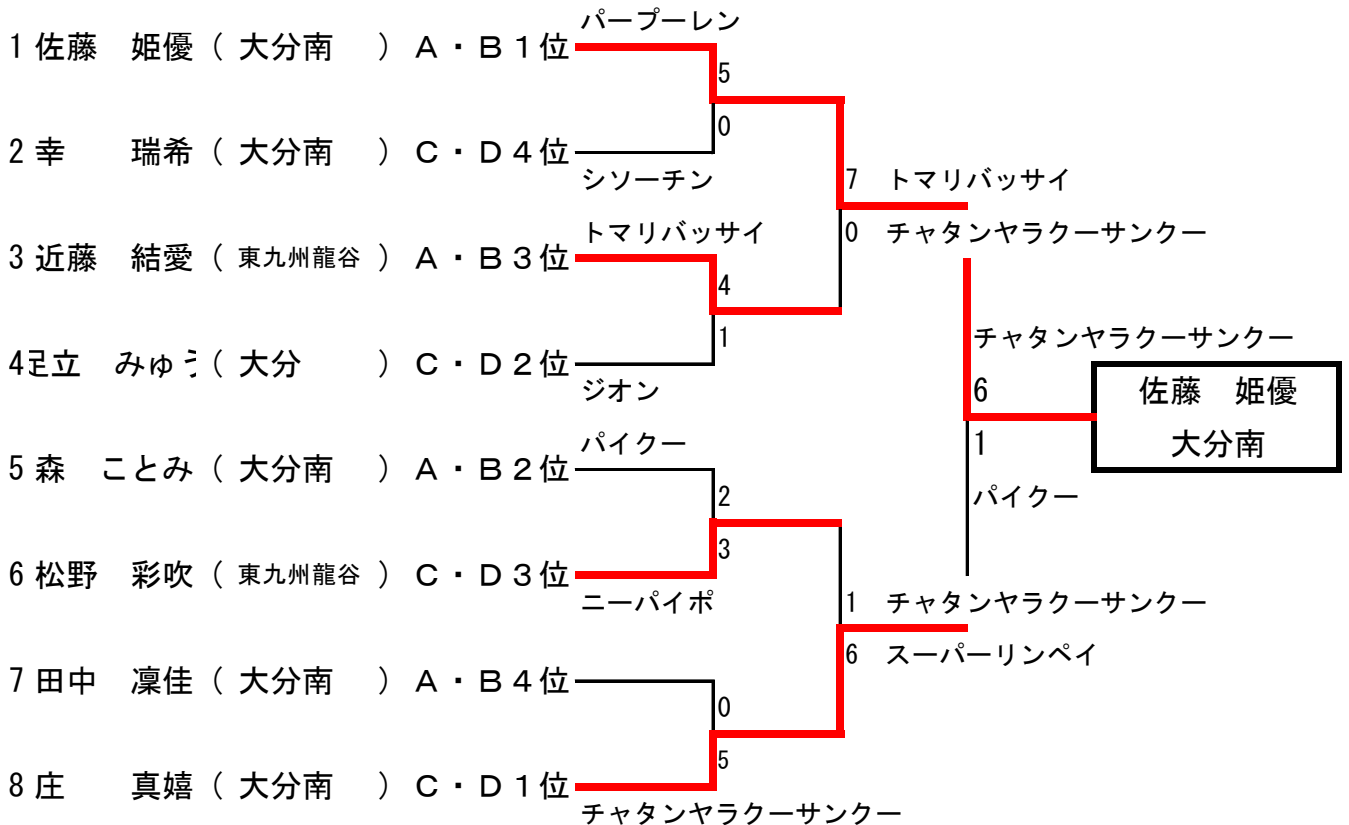 パープーレン
1 佐藤　姫優 ( 大分南 ) A・B 1位
5
0
2 幸　瑞希 ( 大分南 ) C・D 4位
シソーチン
7 トマリバッサイ
トマリバッサイ
0 チャタンヤラクーサンクー
3 近藤　結愛 ( 東九州龍谷 ) A・B 3位
4
1
チャタンヤラクーサンクー
4足立　みゅう ( 大分 ) C・D 2位
ジオン
6
佐藤　姫優
大分南
パイクー
1
5 森　ことみ ( 大分南 ) A・B 2位
2
パイクー
3
6 松野　彩吹 ( 東九州龍谷 ) C・D 3位
ニーパイポ
1 チャタンヤラクーサンクー
6 スーパーリンペイ
7 田中　凜佳 ( 大分南 ) A・B 4位
0
5
8 庄　真嬉 ( 大分南 ) C・D 1位
チャタンヤラクーサンクー